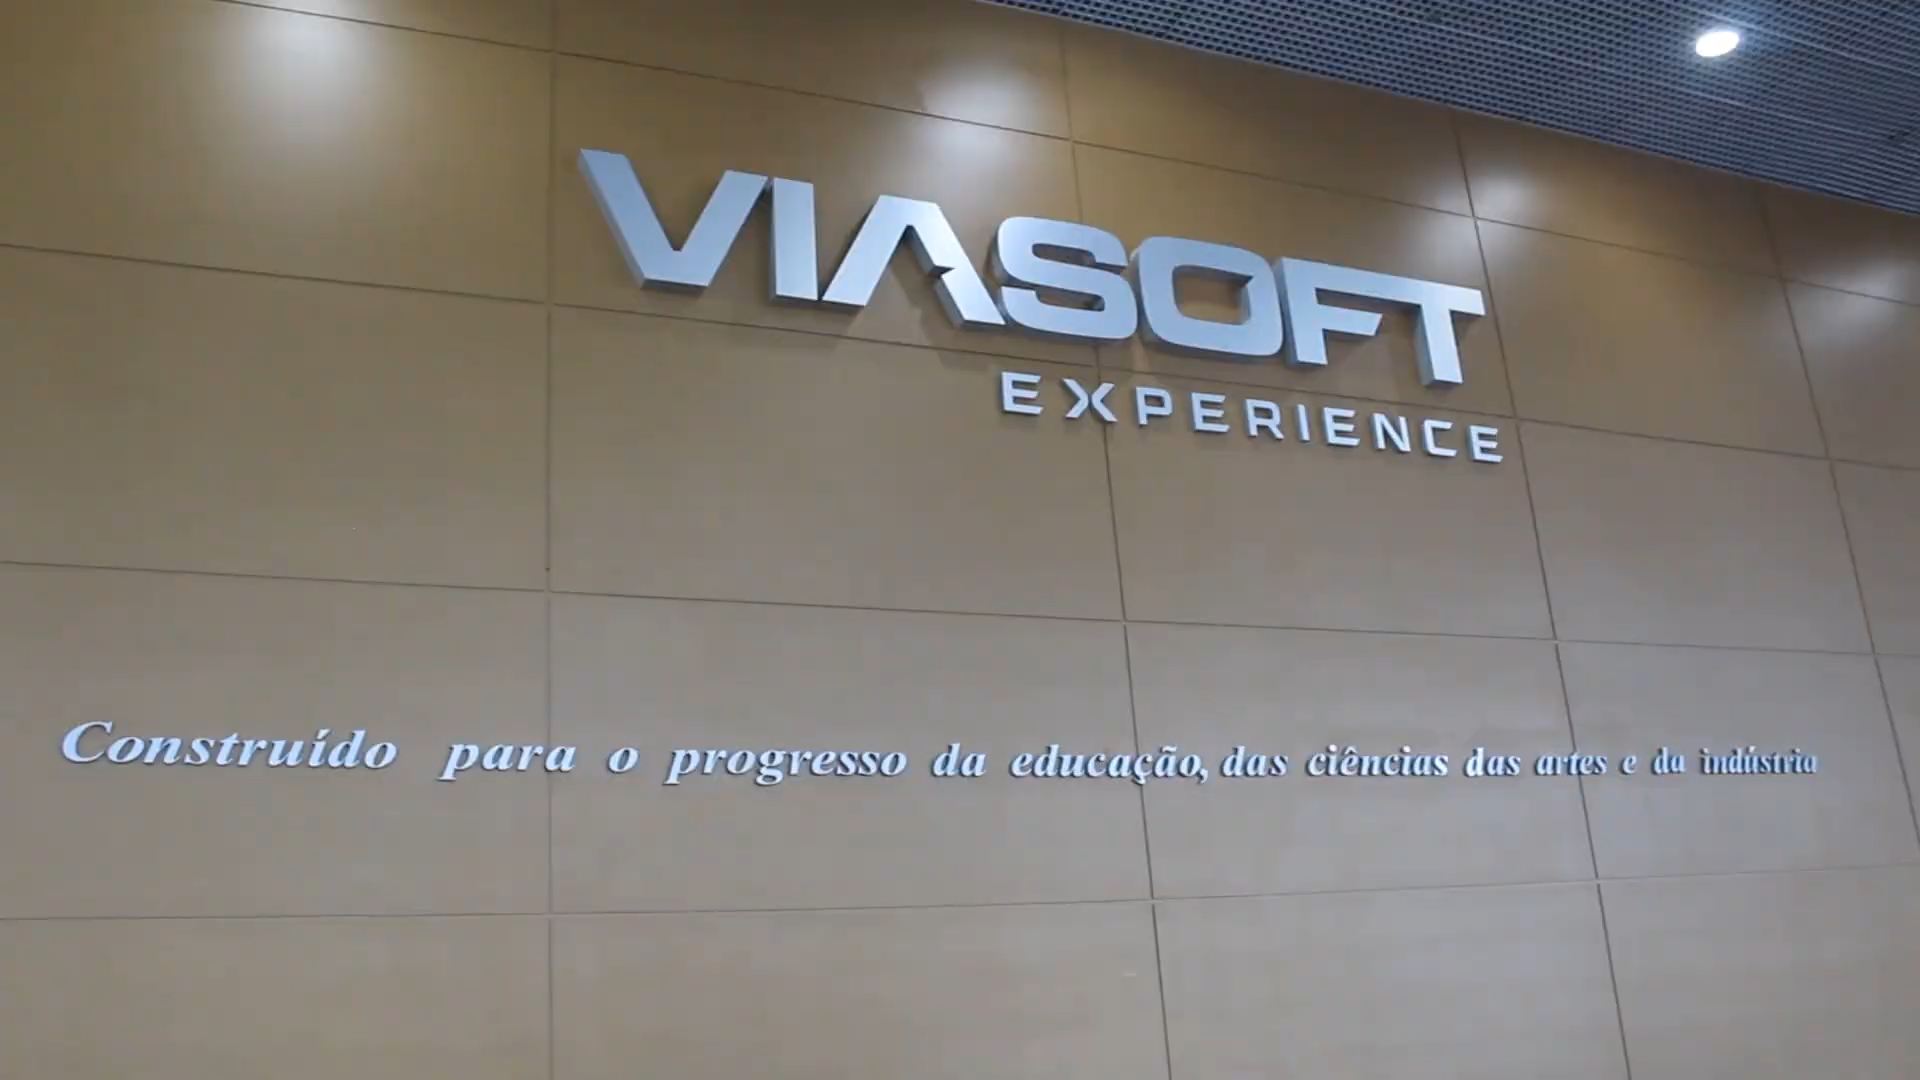 VIASOFT
EXPERIENCE
Construído para o progresso da educação, das ciências das artes e da indústria